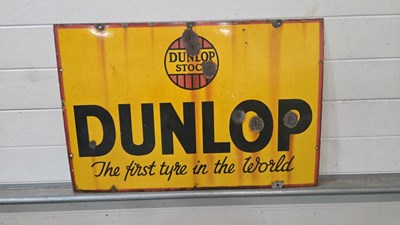 DUNLOP
STOCK
DUNLOP
The first tyre in the World